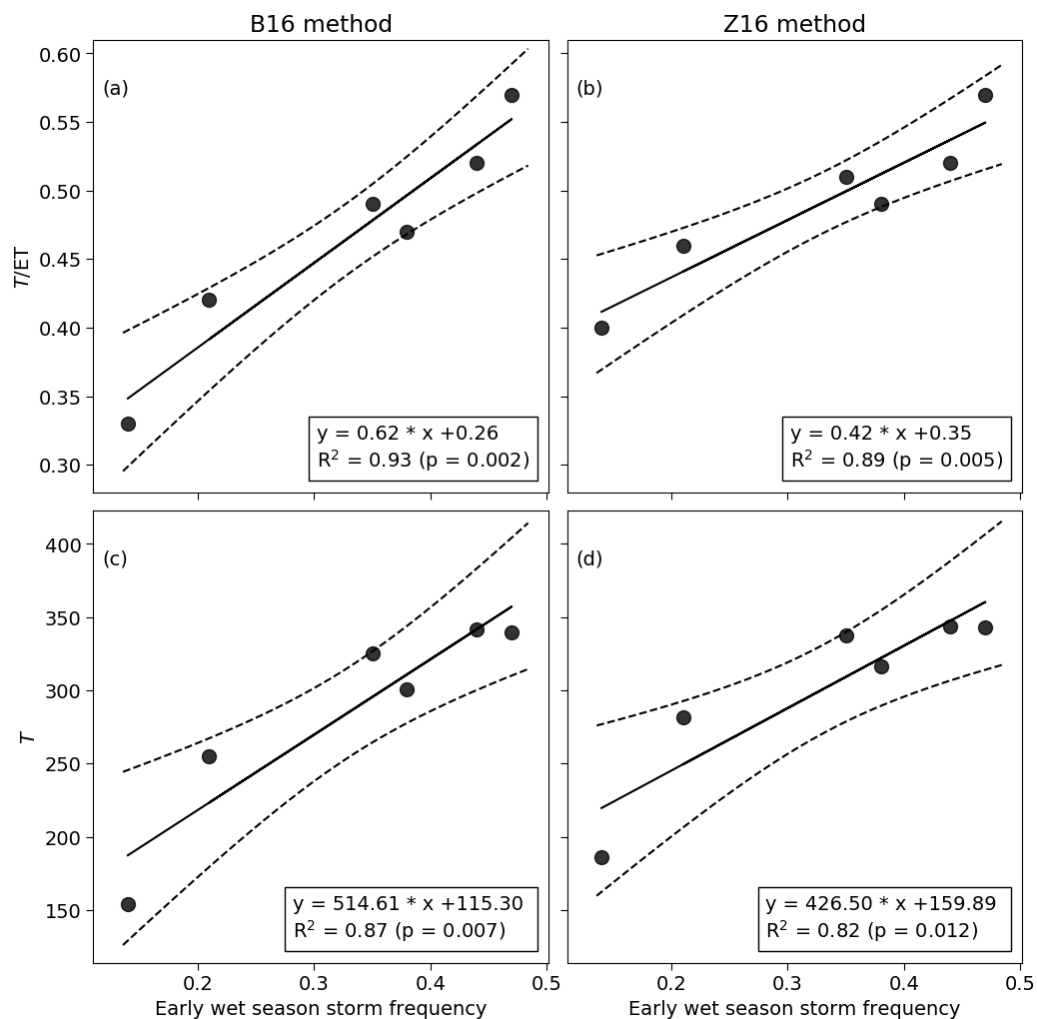 B16 method
Z16 method
(a)
(b)
0.60
0.55
0.50
0.45
0.40
0.35
0.30
T/ET
y = 0.62 * x +0.26
R² = 0.93 (p = 0.002)
y = 0.42 * x +0.35
R² = 0.89 (p = 0.005)
(c)
(d)
400
350
300
250
200
150
T
y = 514.61 * x +115.30
R² = 0.87 (p = 0.007)
y = 426.50 * x +159.89
R² = 0.82 (p = 0.012)
0.2 0.3 0.4 0.5
0.2 0.3 0.4 0.5
Early wet season storm frequency
Early wet season storm frequency